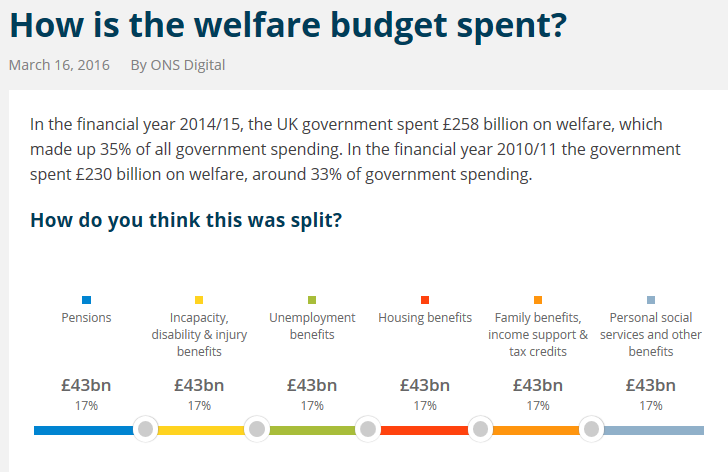 How is the welfare budget spent?
March 16, 2016 By ONS Digital
In the financial year 2014/15, the UK government spent £258 billion on welfare, which
made up 35% of all government spending. In the financial year 2010/11 the government
spent £230 billion on welfare, around 33% of government spending.
How do you think this was split?
Pensions
Incapacity,
disability & injury
benefits
Unemployment
benefits
Housing benefits
Family benefits,
income support &
tax credits
Personal social
services and other
benefits
£43bn £43bn £43bn £43bn £43bn £43bn
17% 17% 17% 17% 17% 17%